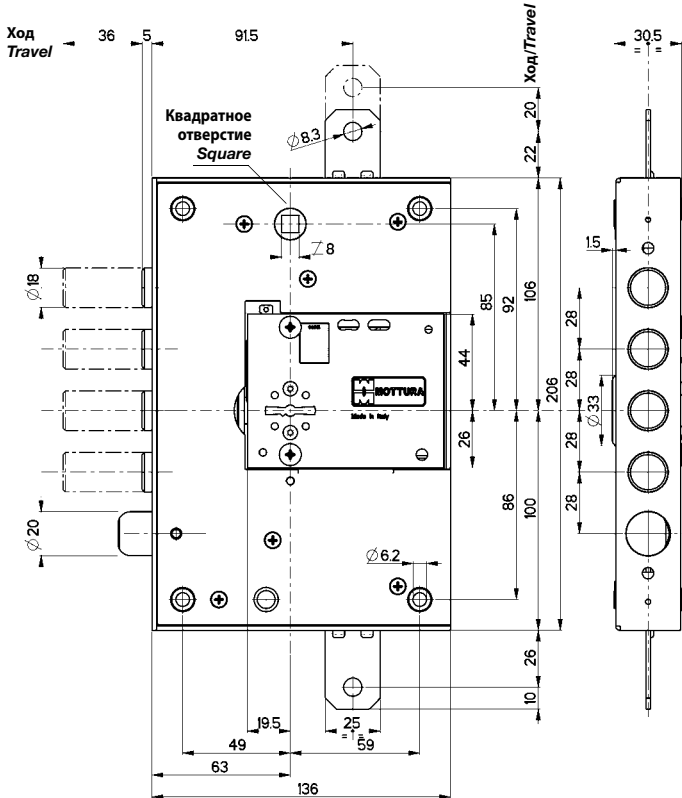 Ход
Travel
36
5
91.5
Ход/Travel
30.5
= =
20
22
Ø8.3
Квадратное
отверстие
Square
8
1.5
Ø18
85
92
106
206
28
28
28
28
Ø33
44
26
MOTTURA
Made in Italy
86
100
Ø20
Ø6.2
26
10
19.5
25
= =
49
59
63
136